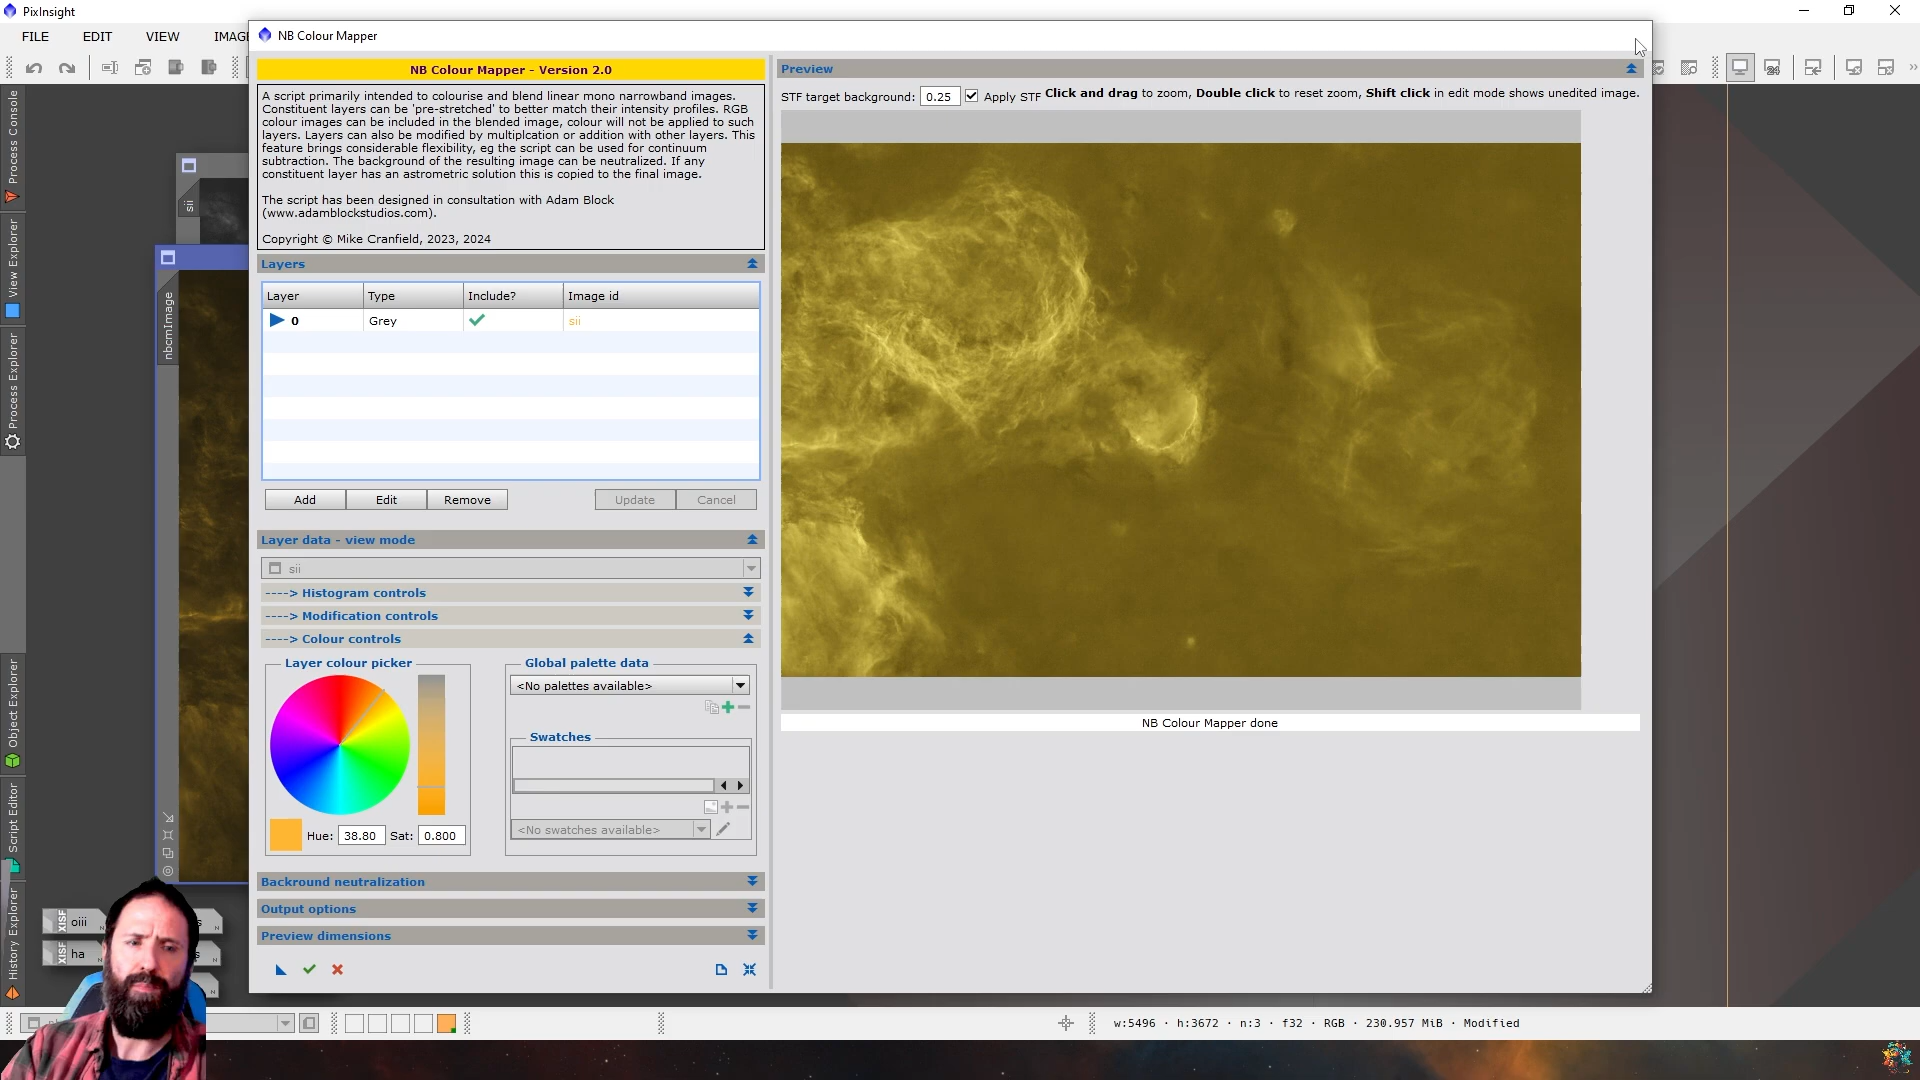 PixInsight
FILE EDIT VIEW IMAG
NB Colour Mapper
NB Colour Mapper - Version 2.0
A script primarily intended to colourise and blend linear mono narrowband images.
Constituent layers can be 'pre-stretched' to better match their intensity profiles. RGB
colour images can be included in the blended image, colour will not be applied to such
layers. Layers can also be modified by multiplcation or addition with other layers. This
feature brings considerable flexibility, eg the script can be used for continuum
subtraction. The background of the resulting image can be neutralized. If any
constituent layer has an astrometric solution this is copied to the final image.
The script has been designed in consultation with Adam Block
(www.adamblockstudios.com).
Copyright © Mike Cranfield, 2023, 2024
Layers
Layer Type Include? Image id
0 Grey sii
Add Edit Remove Update Cancel
Layer data - view mode
sii
----> Histogram controls
----> Modification controls
----> Colour controls
Layer colour picker
Hue: 38.80 Sat: 0.800
Global palette data
<No palettes available>
Swatches
<No swatches available>
Backround neutralization
Output options
Preview dimensions
Preview
STF target background: 0.25 Apply STF Click and drag to zoom, Double click to reset zoom, Shift click in edit mode shows unedited image.
NB Colour Mapper done
Process Console
View Explorer
Process Explorer
Object Explorer
Script Editor
History Explorer
sii
nbcmImage
XISF oiii N s N
XISF ha N s N
N
24
w:5496 · h:3672 · n:3 · f32 · RGB · 230.957 MiB · Modified